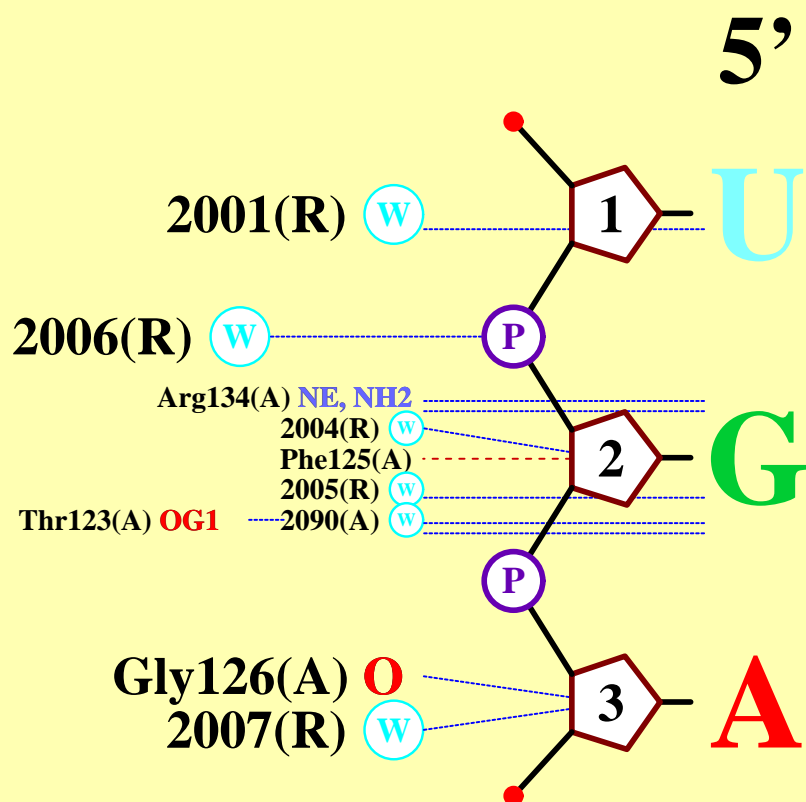 5’
2001(R) W 1 U
2006(R) W P
Arg134(A) NE, NH2
2004(R) W
Phe125(A) 2 G
2005(R) W
Thr123(A) OG1 2090(A) W
P
Gly126(A) O
3 A
2007(R) W